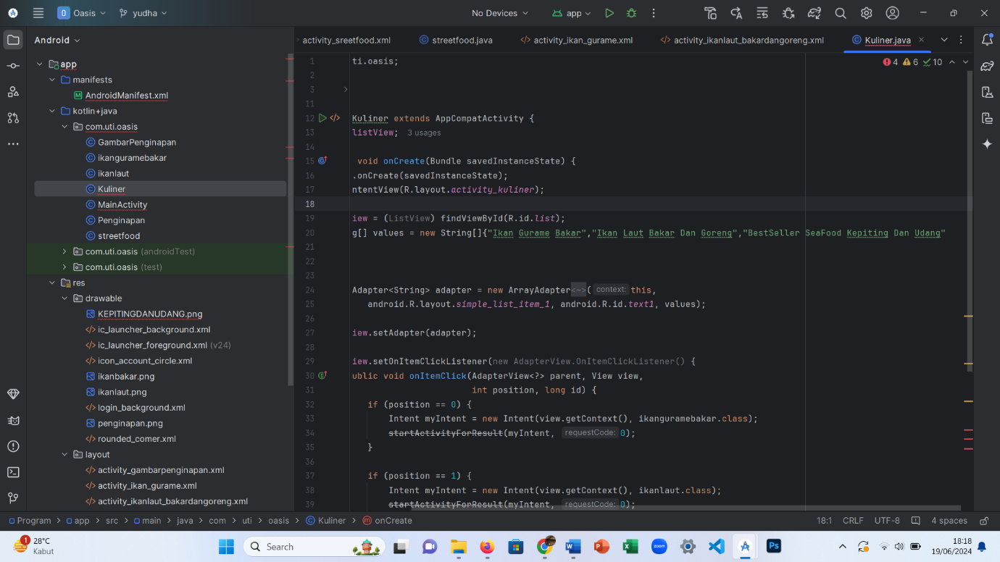 O Oasis yudha No Devices app
Android
app
manifests
M AndroidManifest.xml
kotlin+java
com.uti.oasis
© GambarPenginapan
© ikanguramebakar
© ikanlaut
© Kuliner
© MainActivity
© Penginapan
© streetfood
com.uti.oasis (androidTest)
com.uti.oasis (test)
res
drawable
KEPITINGDANUDANG.png
</> ic_launcher_background.xml
</> ic_launcher_foreground.xml (v24)
</> icon_account_circle.xml
ikanbakar.png
ikanlaut.png
</> login_background.xml
penginapan.png
</> rounded_comer.xml
layout
</> activity_gambarpenginapan.xml
</> activity_ikan_gurame.xml
</> activity_ikanlaut_bakardangoreng.xml
activity_sreetfood.xml © streetfood.java </> activity_ikan_gurame.xml </> activity_ikanlaut_bakardangoreng.xml © Kuliner.java ×
4 6 10
1 ti.oasis;
2
3 >
11
12 </> Kuliner extends AppCompatActivity {
13 listView; 3 usages
14
15 void onCreate(Bundle savedInstanceState) {
16 .onCreate(savedInstanceState);
17 ntentView(R.layout.activity_kuliner);
18
19 iew = (ListView) findViewById(R.id.list);
20 g[] values = new String[]{"Ikan Gurame Bakar","Ikan Laut Bakar Dan Goreng","BestSeller SeaFood Kepiting Dan Udang"
21
22
23
24 Adapter<String> adapter = new ArrayAdapter<~>( context: this,
25 android.R.layout.simple_list_item_1, android.R.id.text1, values);
26
27 iew.setAdapter(adapter);
28
29 iew.setOnItemClickListener(new AdapterView.OnItemClickListener() {
30 ublic void onItemClick(AdapterView<?> parent, View view,
31 int position, long id) {
32 if (position == 0) {
33 Intent myIntent = new Intent(view.getContext(), ikanguramebakar.class);
34 startActivityForResult(myIntent, requestCode: 0);
35 }
36
37 if (position == 1) {
38 Intent myIntent = new Intent(view.getContext(), ikanlaut.class);
39 startActivityForResult(myIntent, requestCode: 0);
Program > app > src > main > java > com > uti > oasis > © Kuliner > m onCreate 18:1 CRLF UTF-8 4 spaces
1 28°C
Kabut
Search
W P X zoom Ps
18:18
19/06/2024